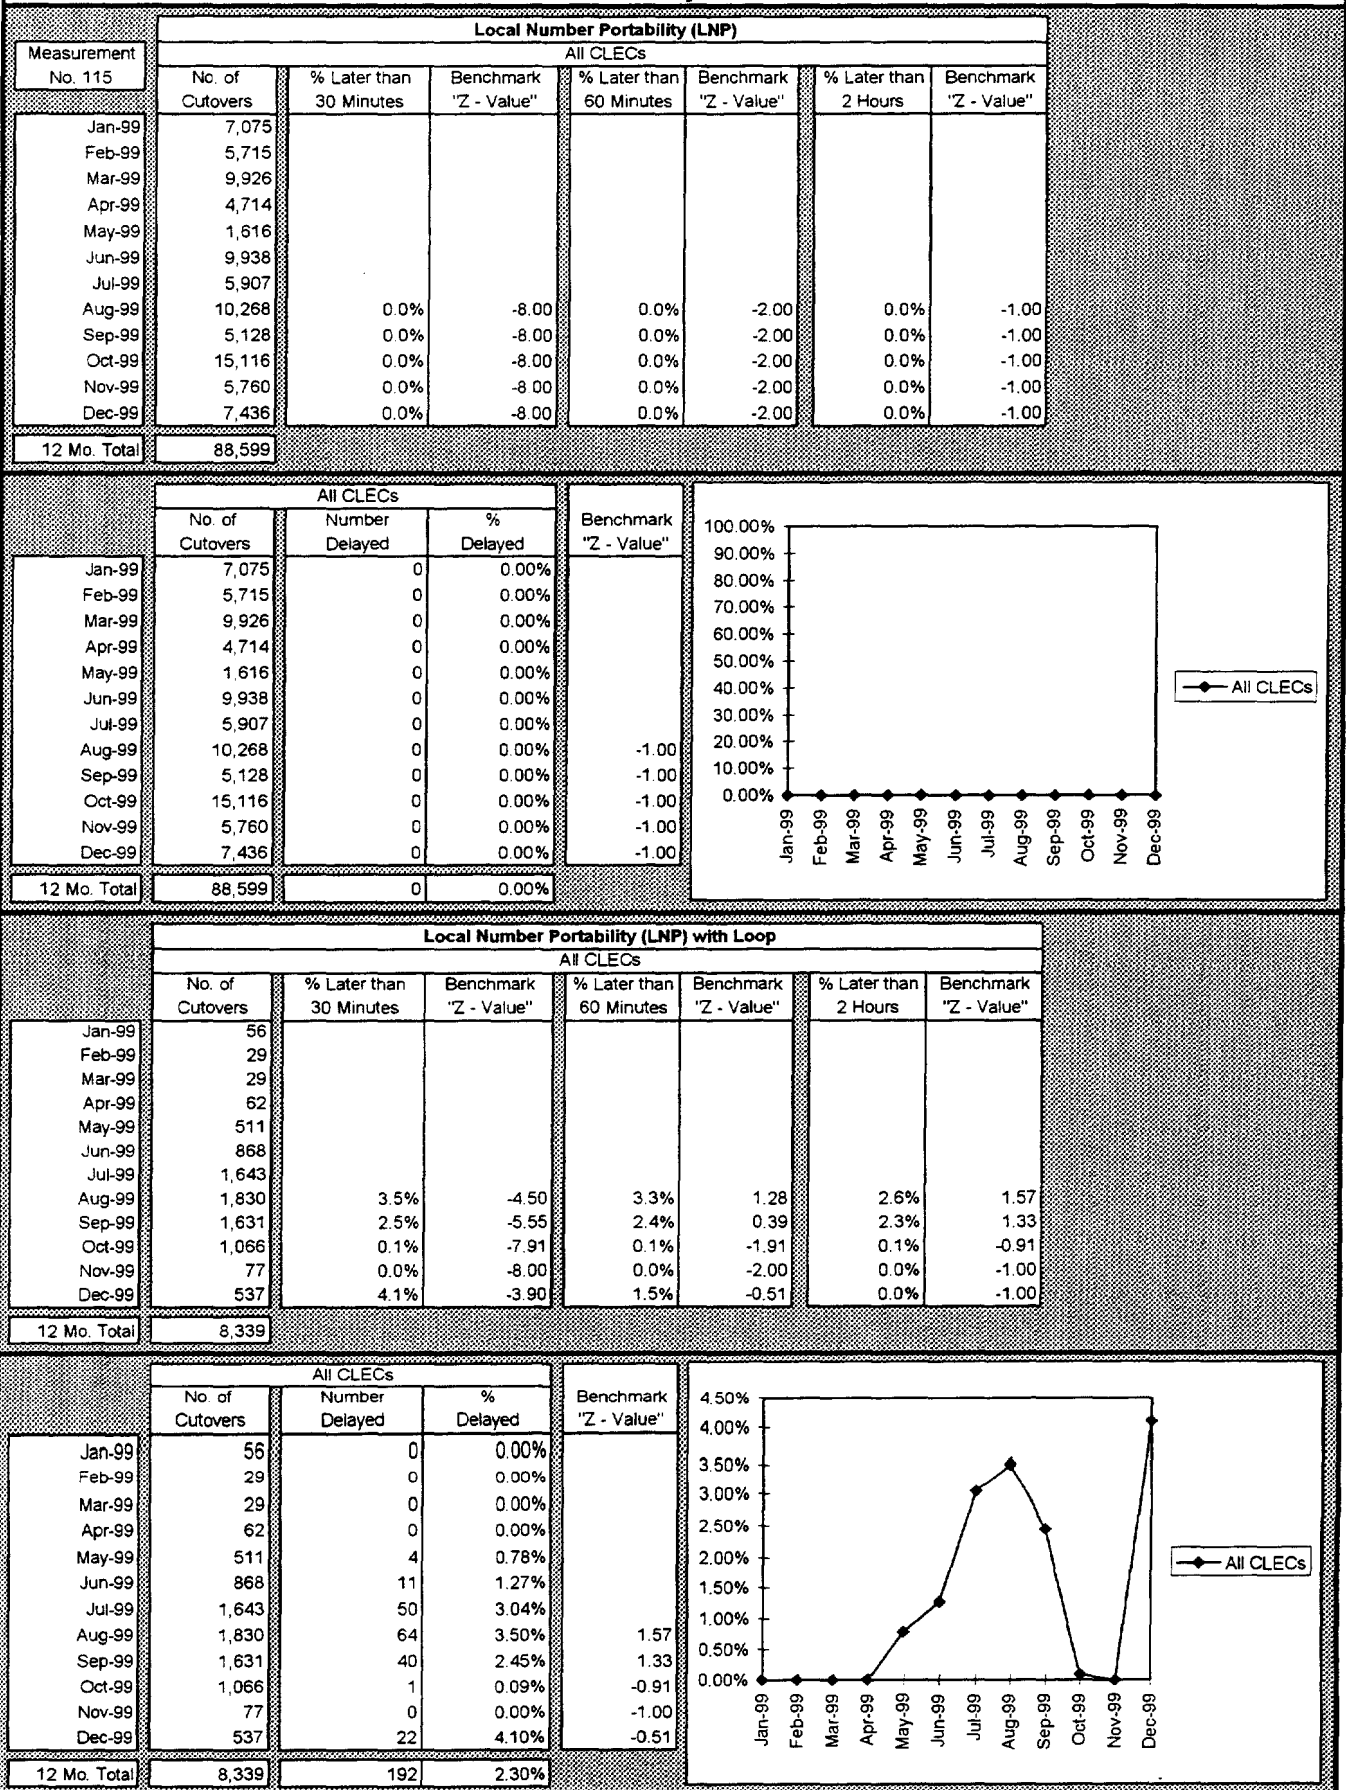 Local Number Portability (LNP)
Measurement No. 115
All CLECs
No. of Cutovers | % Later than 30 Minutes | Benchmark "Z - Value" | % Later than 60 Minutes | Benchmark "Z - Value" | % Later than 2 Hours | Benchmark "Z - Value"
Jan-99 7,075
Feb-99 5,715
Mar-99 9,926
Apr-99 4,714
May-99 1,616
Jun-99 9,938
Jul-99 5,907
Aug-99 10,268 0.0% -8.00 0.0% -2.00 0.0% -1.00
Sep-99 5,128 0.0% -8.00 0.0% -2.00 0.0% -1.00
Oct-99 15,116 0.0% -8.00 0.0% -2.00 0.0% -1.00
Nov-99 5,760 0.0% -8.00 0.0% -2.00 0.0% -1.00
Dec-99 7,436 0.0% -8.00 0.0% -2.00 0.0% -1.00
12 Mo. Total 88,599
All CLECs
No. of Cutovers | Number Delayed | % Delayed | Benchmark "Z - Value"
Jan-99 7,075 0 0.00%
Feb-99 5,715 0 0.00%
Mar-99 9,926 0 0.00%
Apr-99 4,714 0 0.00%
May-99 1,616 0 0.00%
Jun-99 9,938 0 0.00%
Jul-99 5,907 0 0.00%
Aug-99 10,268 0 0.00% -1.00
Sep-99 5,128 0 0.00% -1.00
Oct-99 15,116 0 0.00% -1.00
Nov-99 5,760 0 0.00% -1.00
Dec-99 7,436 0 0.00% -1.00
12 Mo. Total 88,599 0 0.00%
100.00%
90.00%
80.00%
70.00%
60.00%
50.00%
40.00%
30.00%
20.00%
10.00%
0.00%
Jan-99 Feb-99 Mar-99 Apr-99 May-99 Jun-99 Jul-99 Aug-99 Sep-99 Oct-99 Nov-99 Dec-99
All CLECs
Local Number Portability (LNP) with Loop
All CLECs
No. of Cutovers | % Later than 30 Minutes | Benchmark "Z - Value" | % Later than 60 Minutes | Benchmark "Z - Value" | % Later than 2 Hours | Benchmark "Z - Value"
Jan-99 56
Feb-99 29
Mar-99 29
Apr-99 62
May-99 511
Jun-99 868
Jul-99 1,643
Aug-99 1,830 3.5% -4.50 3.3% 1.28 2.6% 1.57
Sep-99 1,631 2.5% -5.55 2.4% 0.39 2.3% 1.33
Oct-99 1,066 0.1% -7.91 0.1% -1.91 0.1% -0.91
Nov-99 77 0.0% -8.00 0.0% -2.00 0.0% -1.00
Dec-99 537 4.1% -3.90 1.5% -0.51 0.0% -1.00
12 Mo. Total 8,339
All CLECs
No. of Cutovers | Number Delayed | % Delayed | Benchmark "Z - Value"
Jan-99 56 0 0.00%
Feb-99 29 0 0.00%
Mar-99 29 0 0.00%
Apr-99 62 0 0.00%
May-99 511 4 0.78%
Jun-99 868 11 1.27%
Jul-99 1,643 50 3.04%
Aug-99 1,830 64 3.50% 1.57
Sep-99 1,631 40 2.45% 1.33
Oct-99 1,066 1 0.09% -0.91
Nov-99 77 0 0.00% -1.00
Dec-99 537 22 4.10% -0.51
12 Mo. Total 8,339 192 2.30%
4.50%
4.00%
3.50%
3.00%
2.50%
2.00%
1.50%
1.00%
0.50%
0.00%
Jan-99 Feb-99 Mar-99 Apr-99 May-99 Jun-99 Jul-99 Aug-99 Sep-99 Oct-99 Nov-99 Dec-99
All CLECs